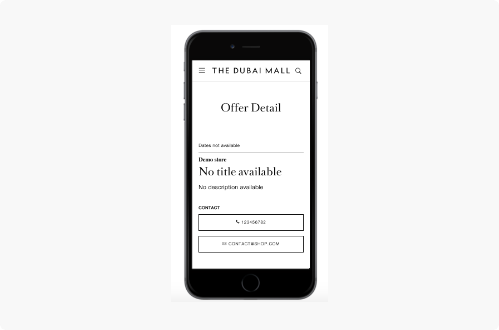 THE DUBAI MALL
Offer Detail
Dates not available
Demo store
No title available
No description available
CONTACT
123456782
CONTACT@SHOP.COM